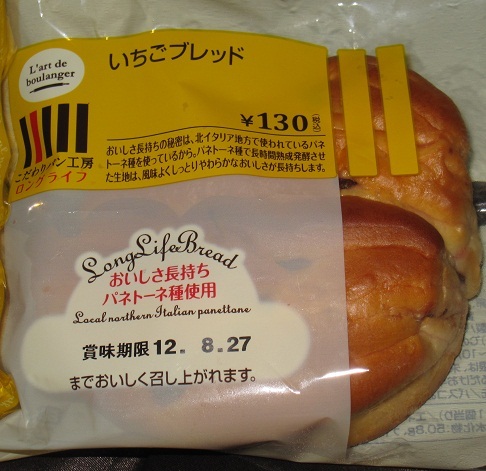 L'art de
boulanger
いちごブレッド
¥130(税込)
こだわりパン工房
ロングライフ
おいしさ長持ちの秘密は、北イタリア地方で使われているパネ
トーネ種を使っているから。パネトーネ種で長時間熟成発酵させ
た生地は、風味よくしっとりやわらかなおいしさが長持ちします。
Long Life Bread
おいしさ長持ち
パネトーネ種使用
Local northern Italian panettone
賞味期限12. 8.27
までおいしく召し上がれます。